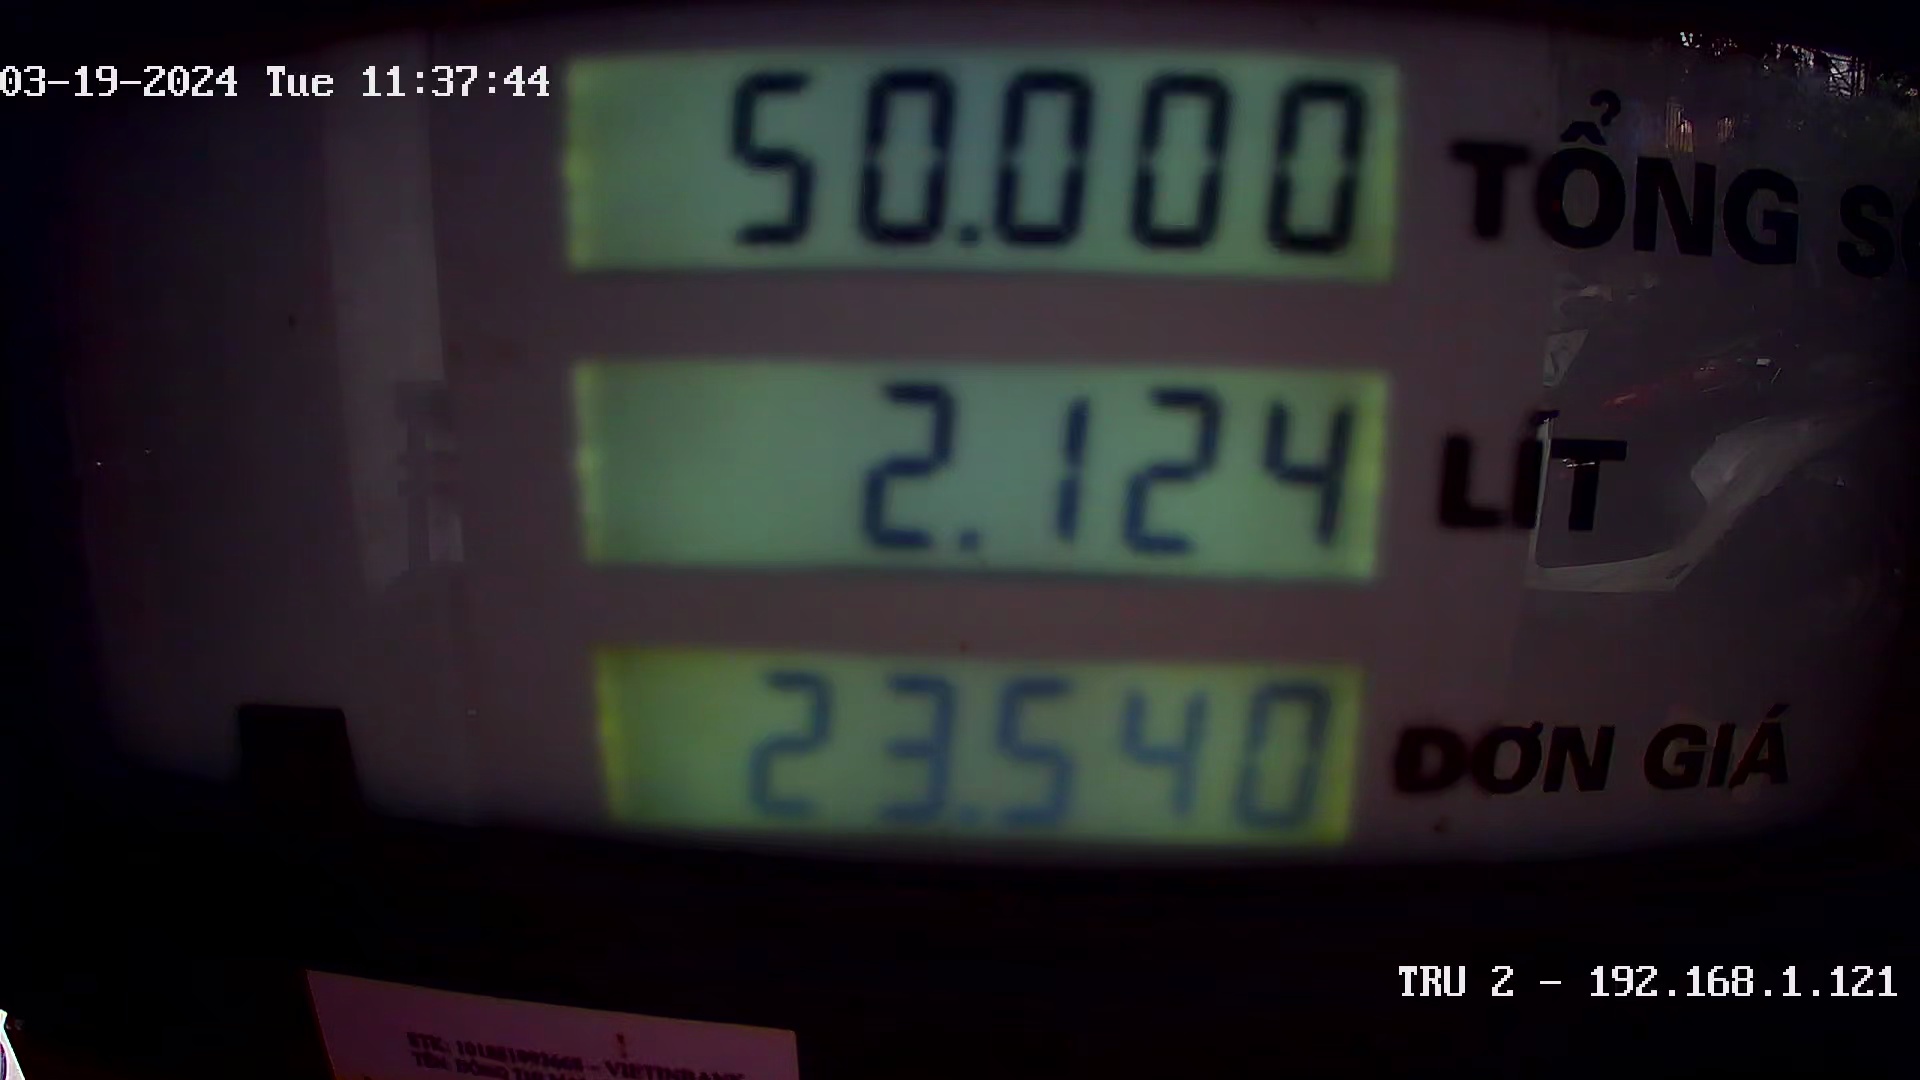 03-19-2024 Tue 11:37:44
50.000 TỔNG SỐ
2.124 LÍT
23.540 ĐƠN GIÁ
TRU 2 - 192.168.1.121
VIETINBANK